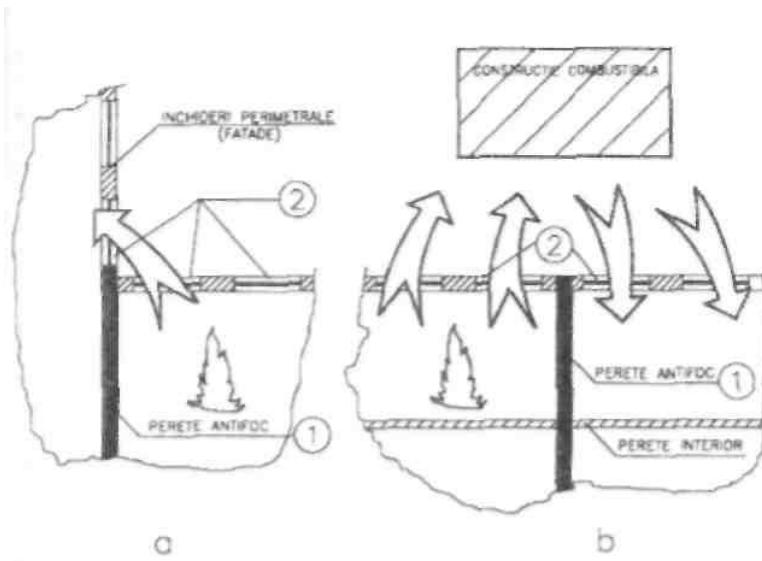 INCHIDERI PERIMETRALE
(FATADE)
2
PERETE ANTIFOC
1
a
CONSTRUCTIE COMBUSTIBILA
2
PERETE ANTIFOC
1
PERETE INTERIOR
b